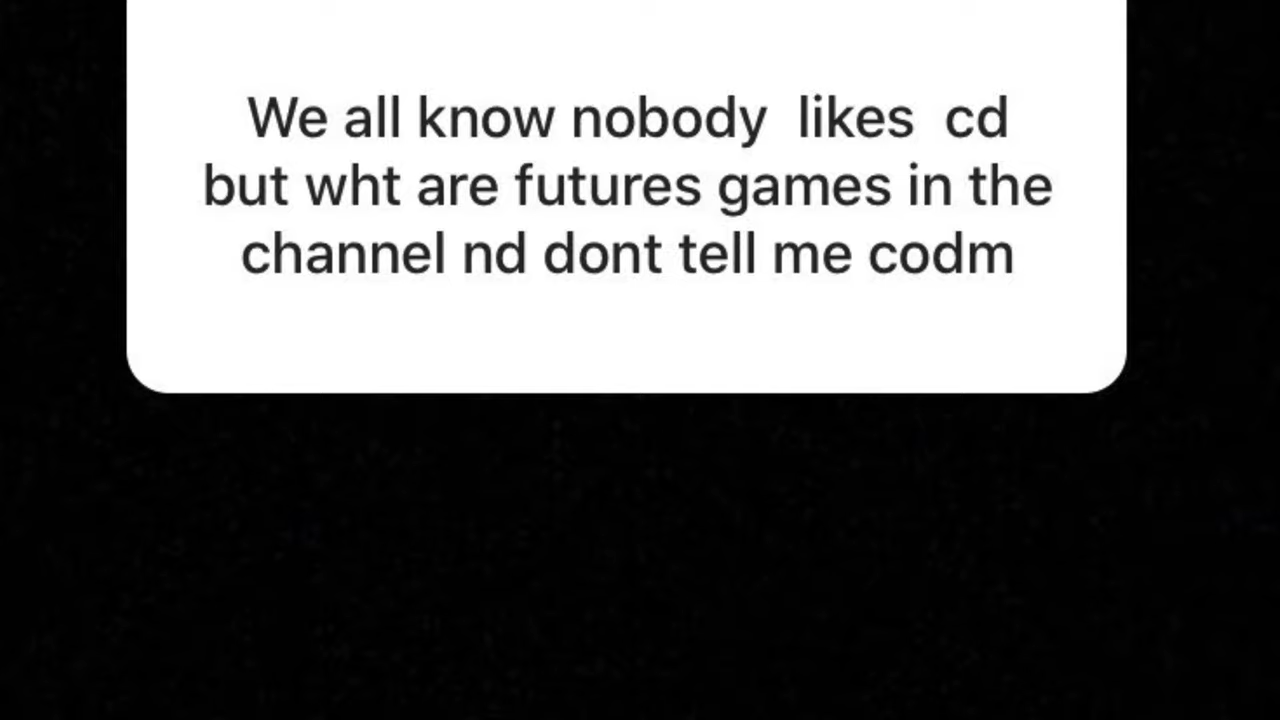 We all know nobody  likes  cd
but wht are futures games in the
channel nd dont tell me codm